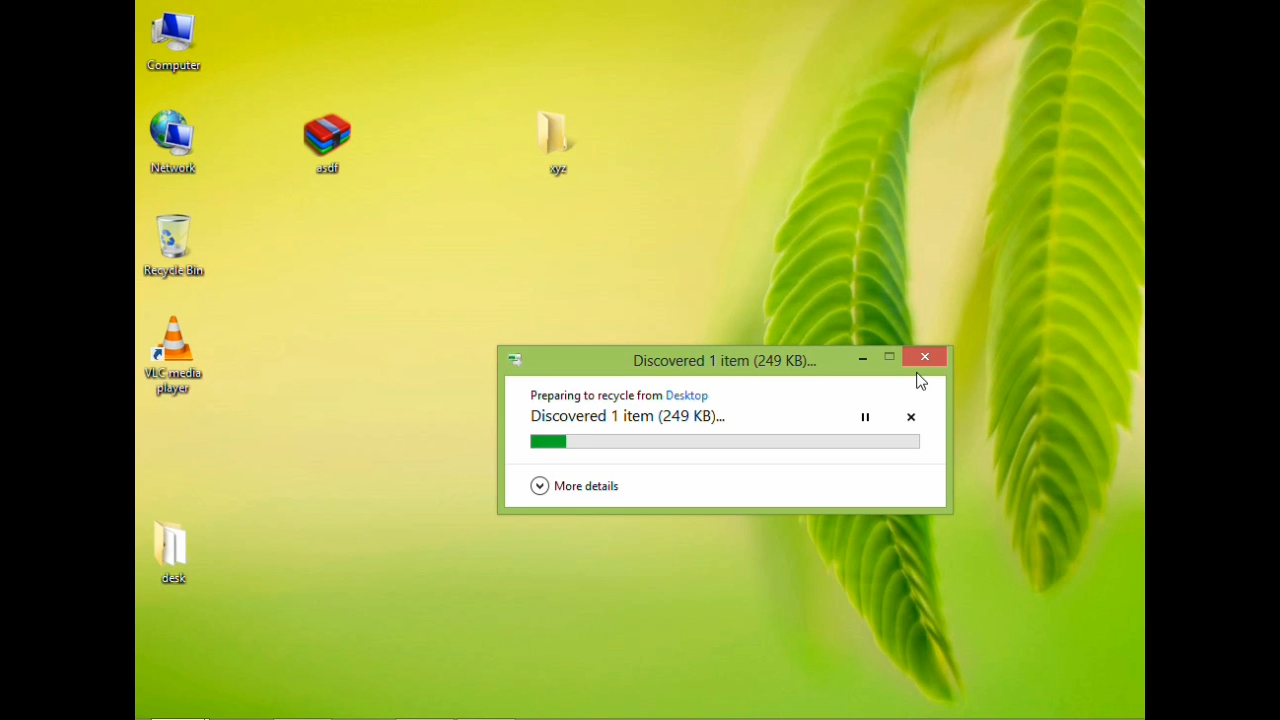 Computer
Network
asdf
xyz
Recycle Bin
VLC media
player
desk
Discovered 1 item (249 KB)...
Preparing to recycle from Desktop
Discovered 1 item (249 KB)...
More details